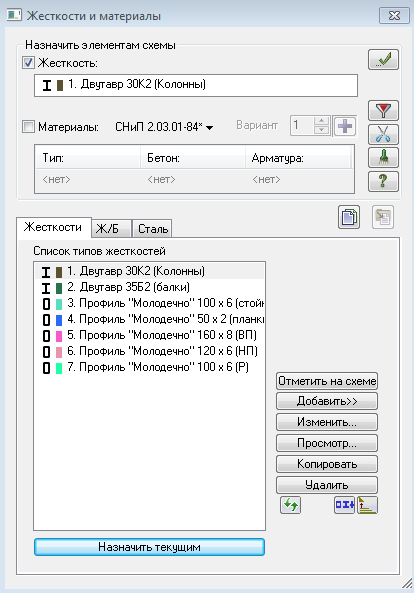 Жесткости и материалы
Назначить элементам схемы
Жесткость:
1. Двутавр 30К2 (Колонны)
Материалы: СНиП 2.03.01-84* Вариант 1
Тип: Бетон: Арматура:
<нет> <нет> <нет>
Жесткости Ж/Б Сталь
Список типов жесткостей
1. Двутавр 30К2 (Колонны)
2. Двутавр 35Б2 (балки)
3. Профиль "Молодечно" 100 x 6 (стойк
4. Профиль "Молодечно" 50 x 2 (планки
5. Профиль "Молодечно" 160 x 8 (ВП)
6. Профиль "Молодечно" 120 x 6 (НП)
7. Профиль "Молодечно" 100 x 6 (Р)
Отметить на схеме
Добавить>>
Изменить...
Просмотр...
Копировать
Удалить
Назначить текущим